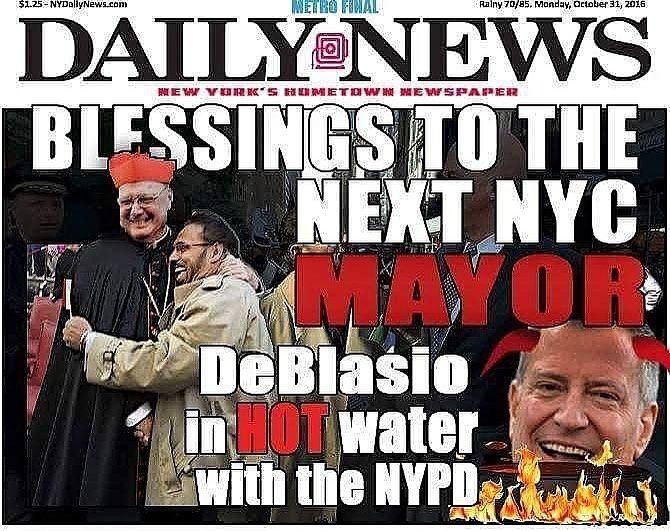 $1.25 - NYDailyNews.com METRO FINAL Rainy 70/85. Monday, October 31, 2016
DAILY NEWS
NEW YORK'S HOMETOWN NEWSPAPER
BLESSINGS TO THE
NEXT NYC
MAYOR
DeBlasio
in HOT water
with the NYPD